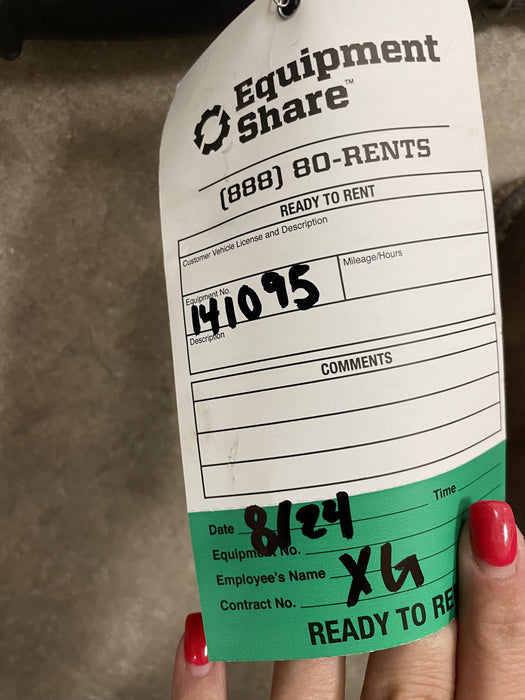 Equipment
Share™
(888) 80-RENTS
READY TO RENT
Customer Vehicle License and Description
Equipment No.
Mileage/Hours
141095
Description
COMMENTS
Date 8/24 Time
Equipment No.
Employee's Name XG
Contract No.
READY TO RE